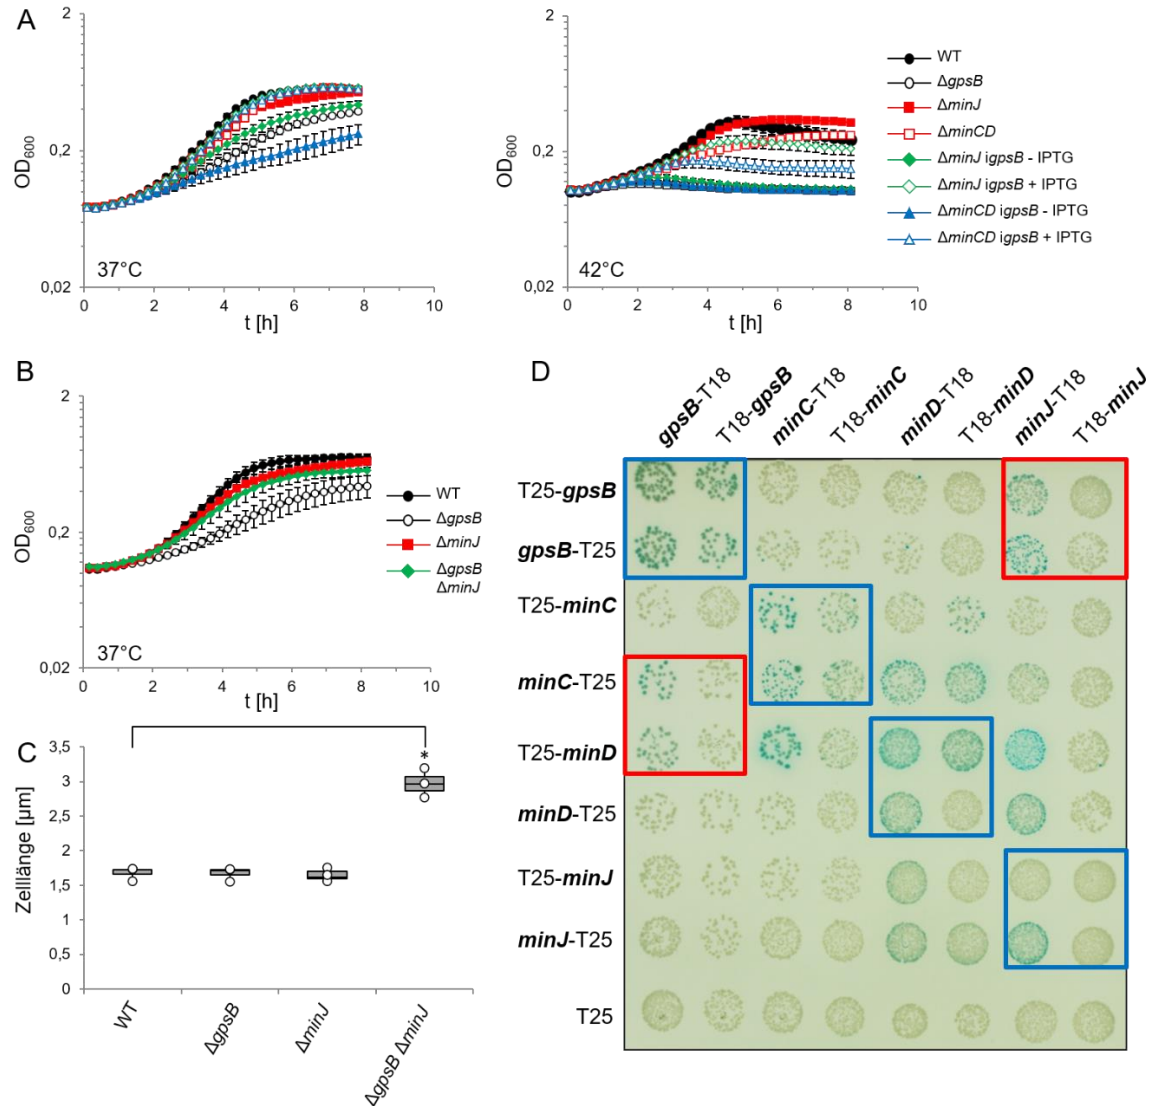 A
2
0,2
0,02
OD600
37°C
0
2
4
6
8
10
t [h]
2
0,2
0,02
OD600
42°C
0
2
4
6
8
10
t [h]
WT
ΔgpsB
ΔminJ
ΔminCD
ΔminJ igpsB - IPTG
ΔminJ igpsB + IPTG
ΔminCD igpsB - IPTG
ΔminCD igpsB + IPTG
B
2
0,2
0,02
OD600
37°C
0
2
4
6
8
10
t [h]
WT
ΔgpsB
ΔminJ
ΔgpsB
ΔminJ
C
3,5
3
2,5
2
1,5
1
0,5
0
Zelllänge [µm]
*
WT
ΔgpsB
ΔminJ
ΔgpsB ΔminJ
D
gpsB-T18
T18-gpsB
minC-T18
T18-minC
minD-T18
T18-minD
minJ-T18
T18-minJ
T25-gpsB
gpsB-T25
T25-minC
minC-T25
T25-minD
minD-T25
T25-minJ
minJ-T25
T25